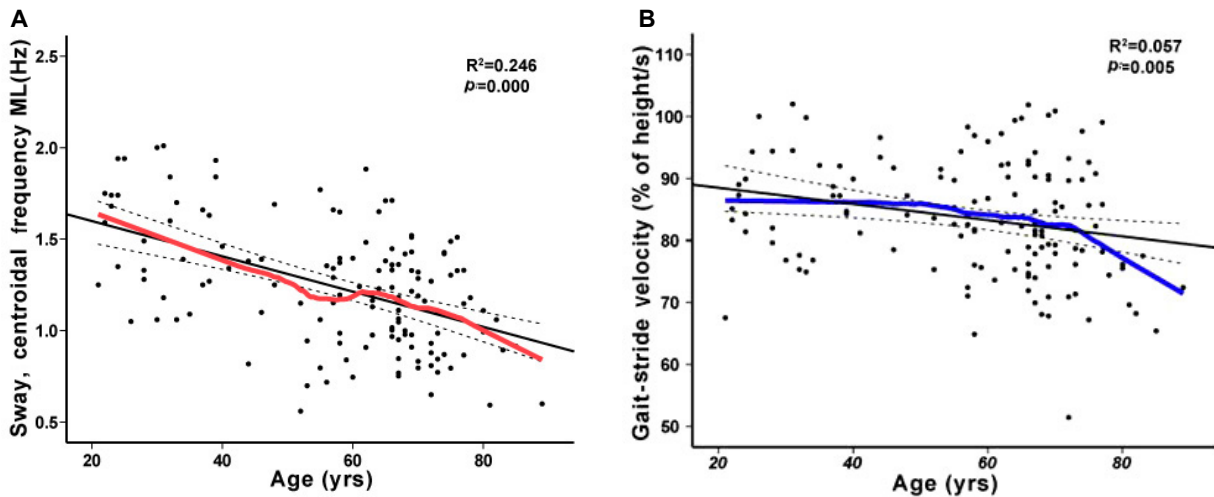 A
Sway, centroidal frequency ML(Hz)
2.5
2.0
1.5
1.0
0.5
R²=0.246
p=0.000
20 40 60 80
Age (yrs)
B
Gait-stride velocity (% of height/s)
110
100
90
80
70
60
50
R²=0.057
p=0.005
20 40 60 80
Age (yrs)